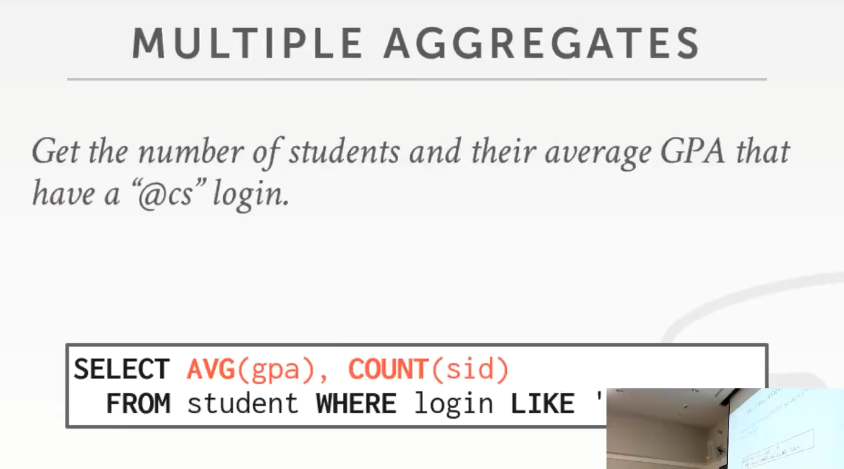 MULTIPLE AGGREGATES
Get the number of students and their average GPA that
have a “@cs” login.
SELECT AVG(gpa), COUNT(sid)
FROM student WHERE login LIKE '